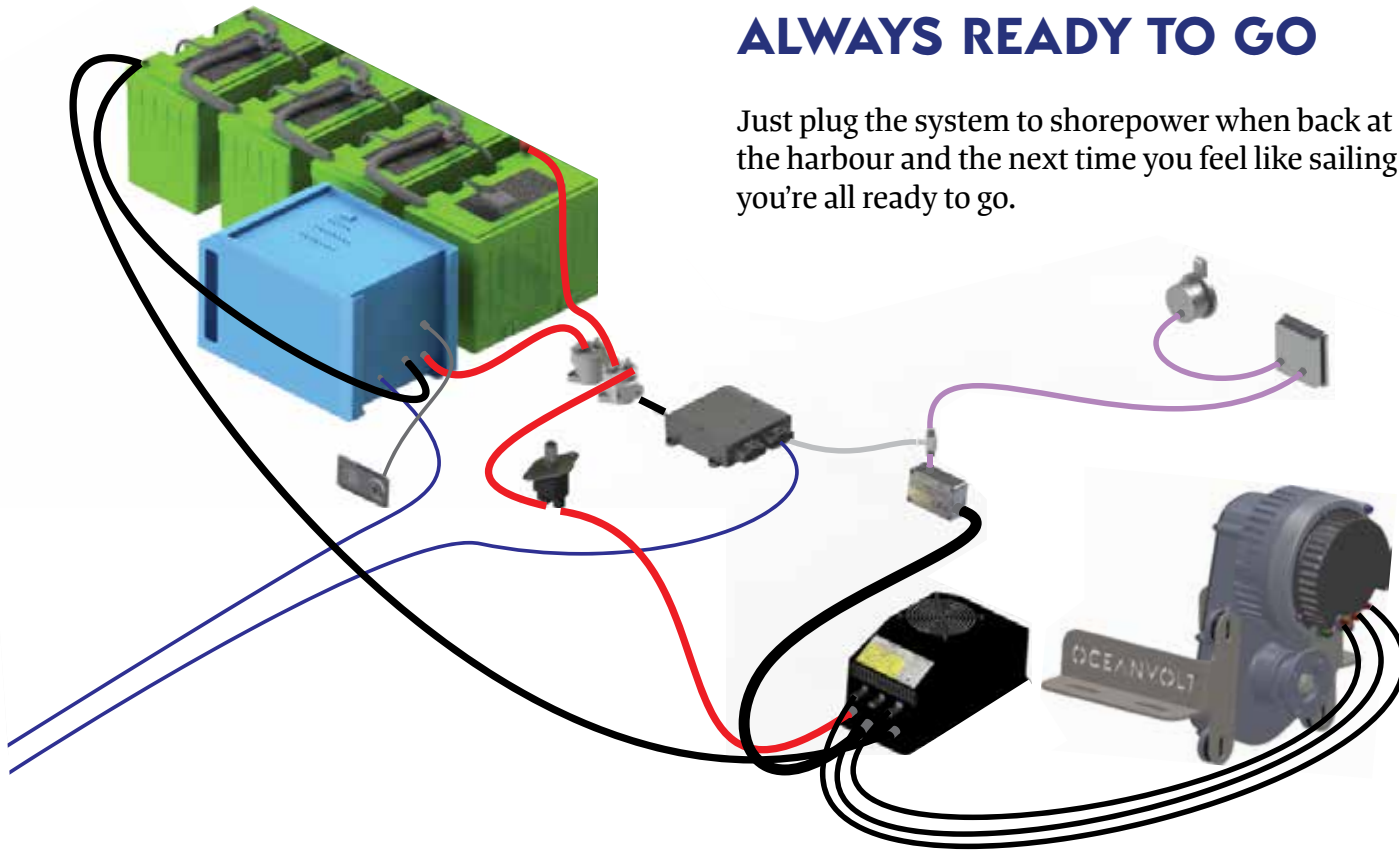 ALWAYS READY TO GO
Just plug the system to shorepower when back at
the harbour and the next time you feel like sailing
you're all ready to go.
OCEANVOLT